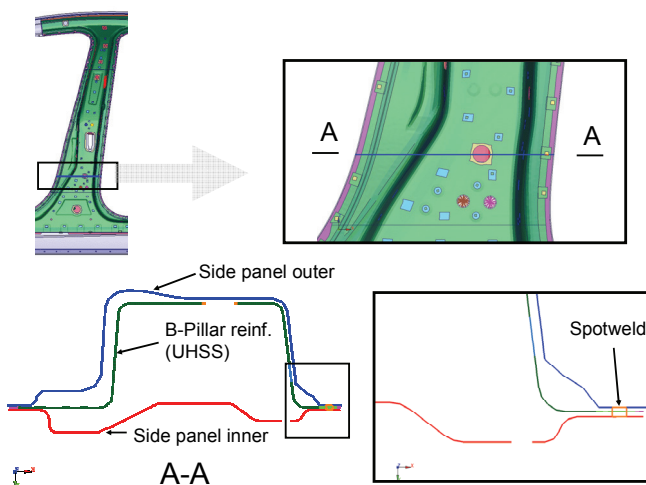 A
A
Side panel outer
B-Pillar reinf.
(UHSS)
Side panel inner
A-A
Spotweld